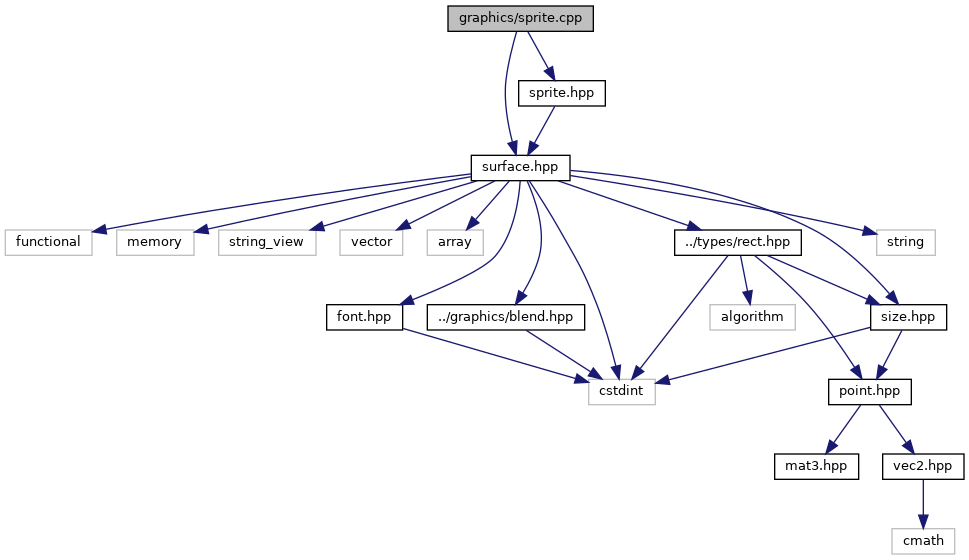 graphics/sprite.cpp
sprite.hpp
surface.hpp
functional
memory
string_view
vector
array
../types/rect.hpp
string
font.hpp
../graphics/blend.hpp
algorithm
size.hpp
cstdint
point.hpp
mat3.hpp
vec2.hpp
cmath